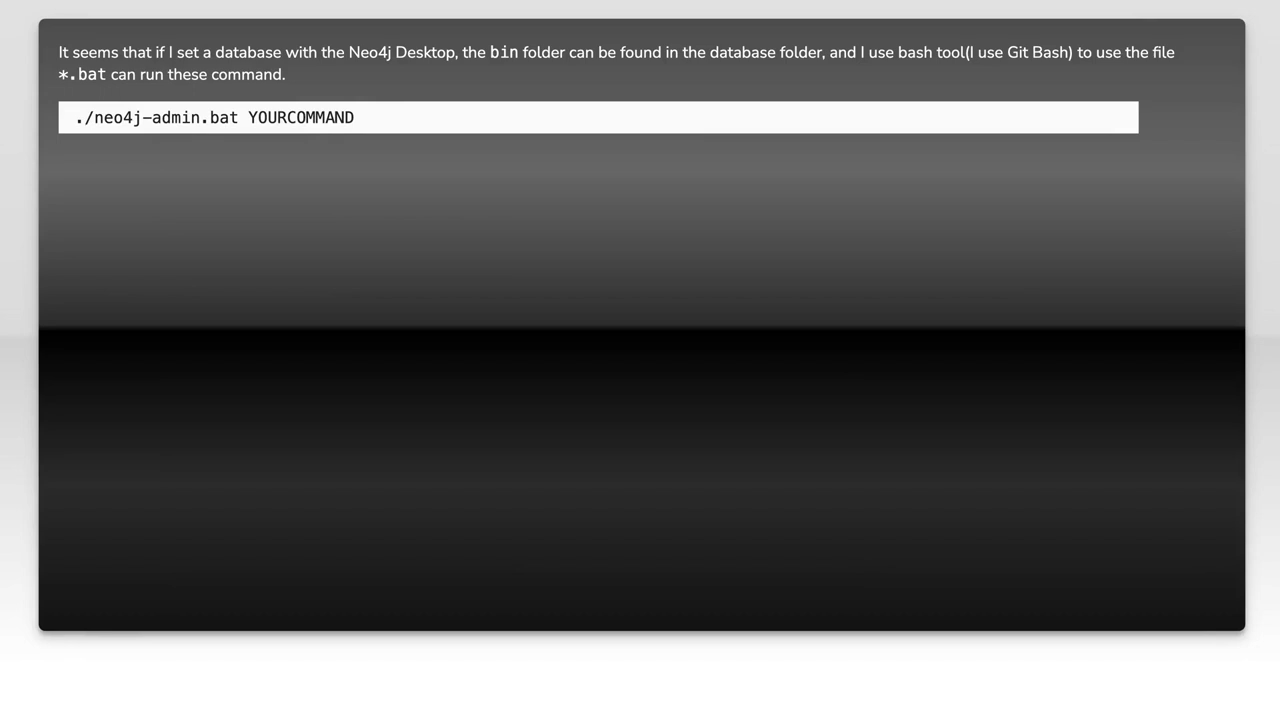 It seems that if I set a database with the Neo4j Desktop, the bin folder can be found in the database folder, and I use bash tool(I use Git Bash) to use the file
*.bat can run these command.
./neo4j-admin.bat YOURCOMMAND